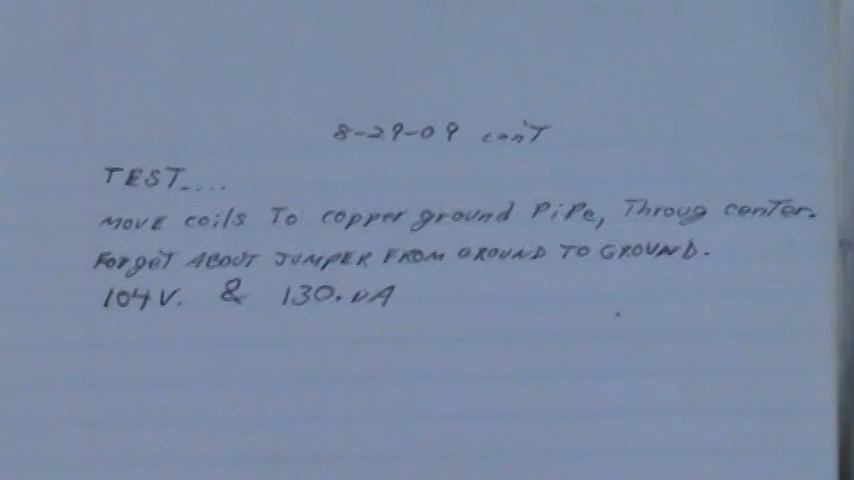 8-29-09 con'T
TEST....
MOVE coils To copper ground PiPe, Throug cenTer.
ForgeT ABOUT JUMPER FROM GROUND TO GROUND.
104V. & 130.uA